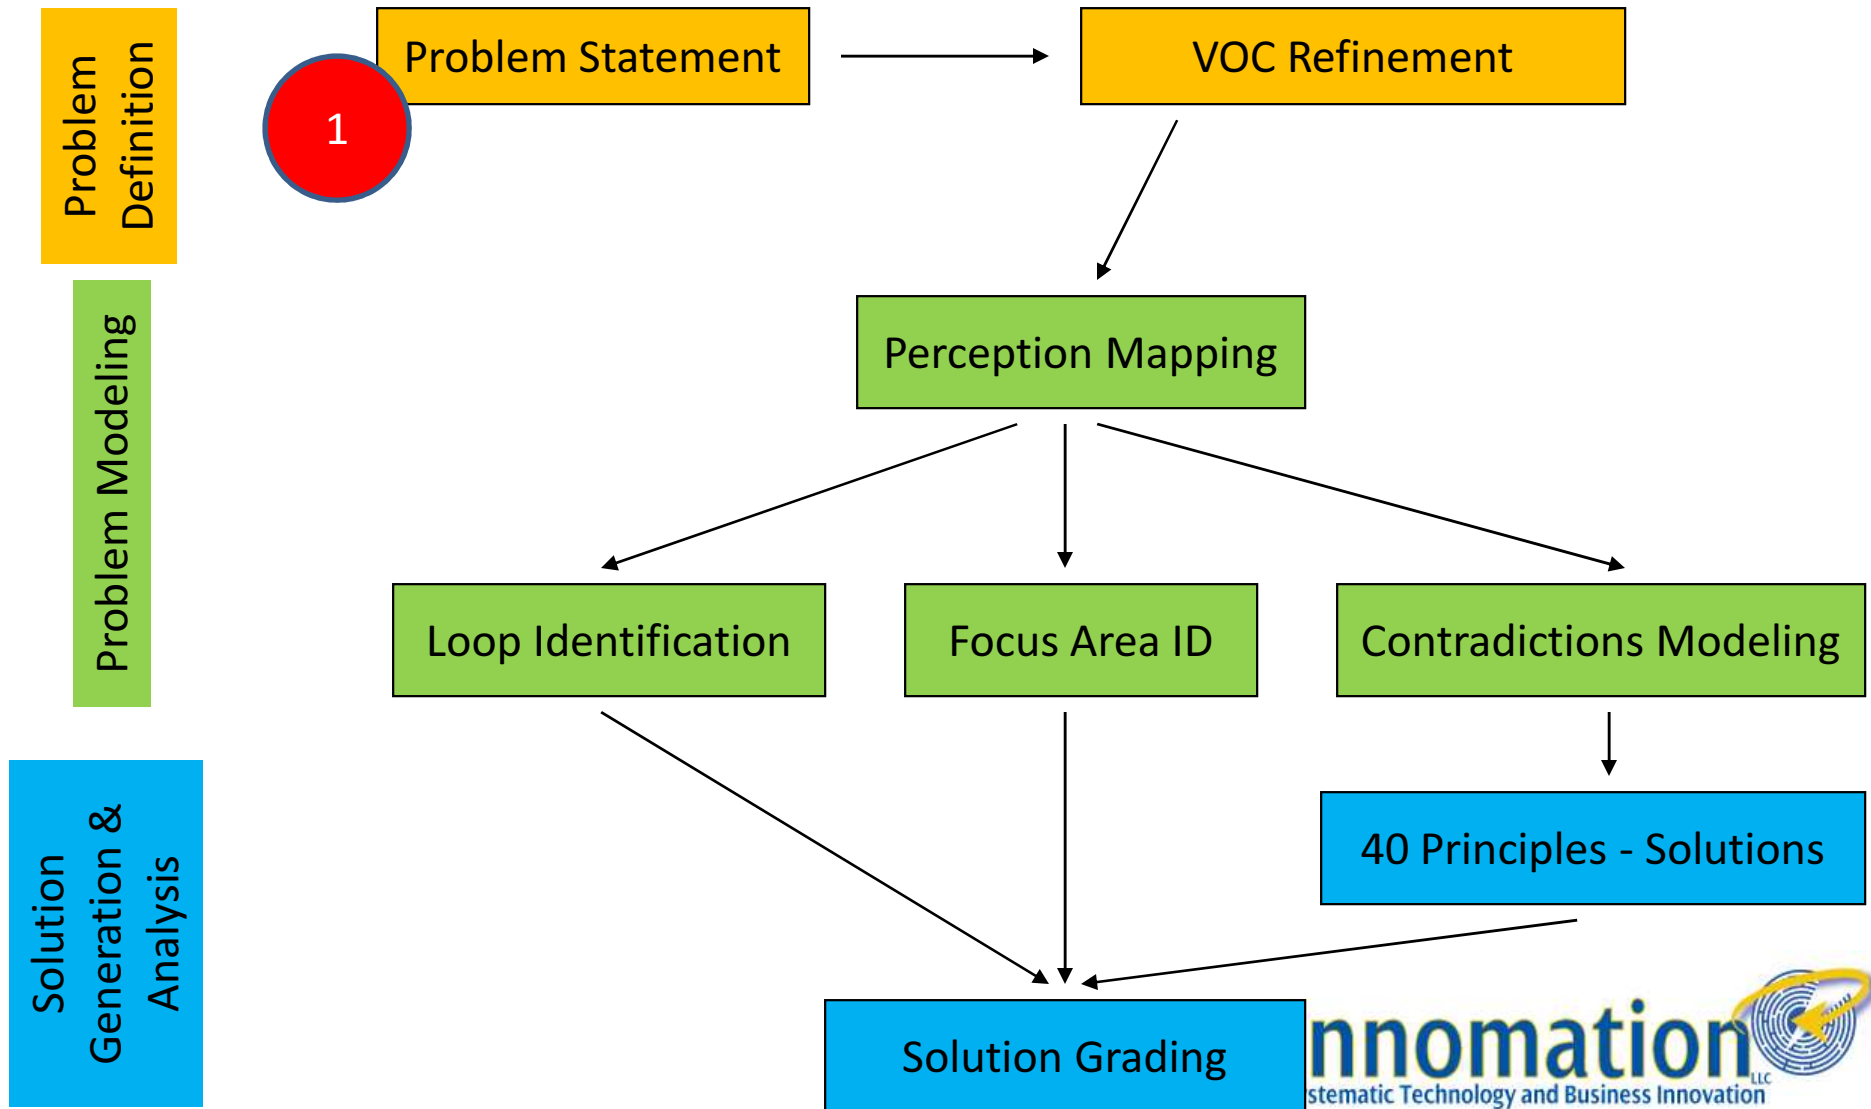 Problem
Definition
1
Problem Statement
VOC Refinement
Problem Modeling
Perception Mapping
Loop Identification
Focus Area ID
Contradictions Modeling
Solution
Generation &
Analysis
40 Principles - Solutions
Solution Grading
nnomation
LLC
stematic Technology and Business Innovation